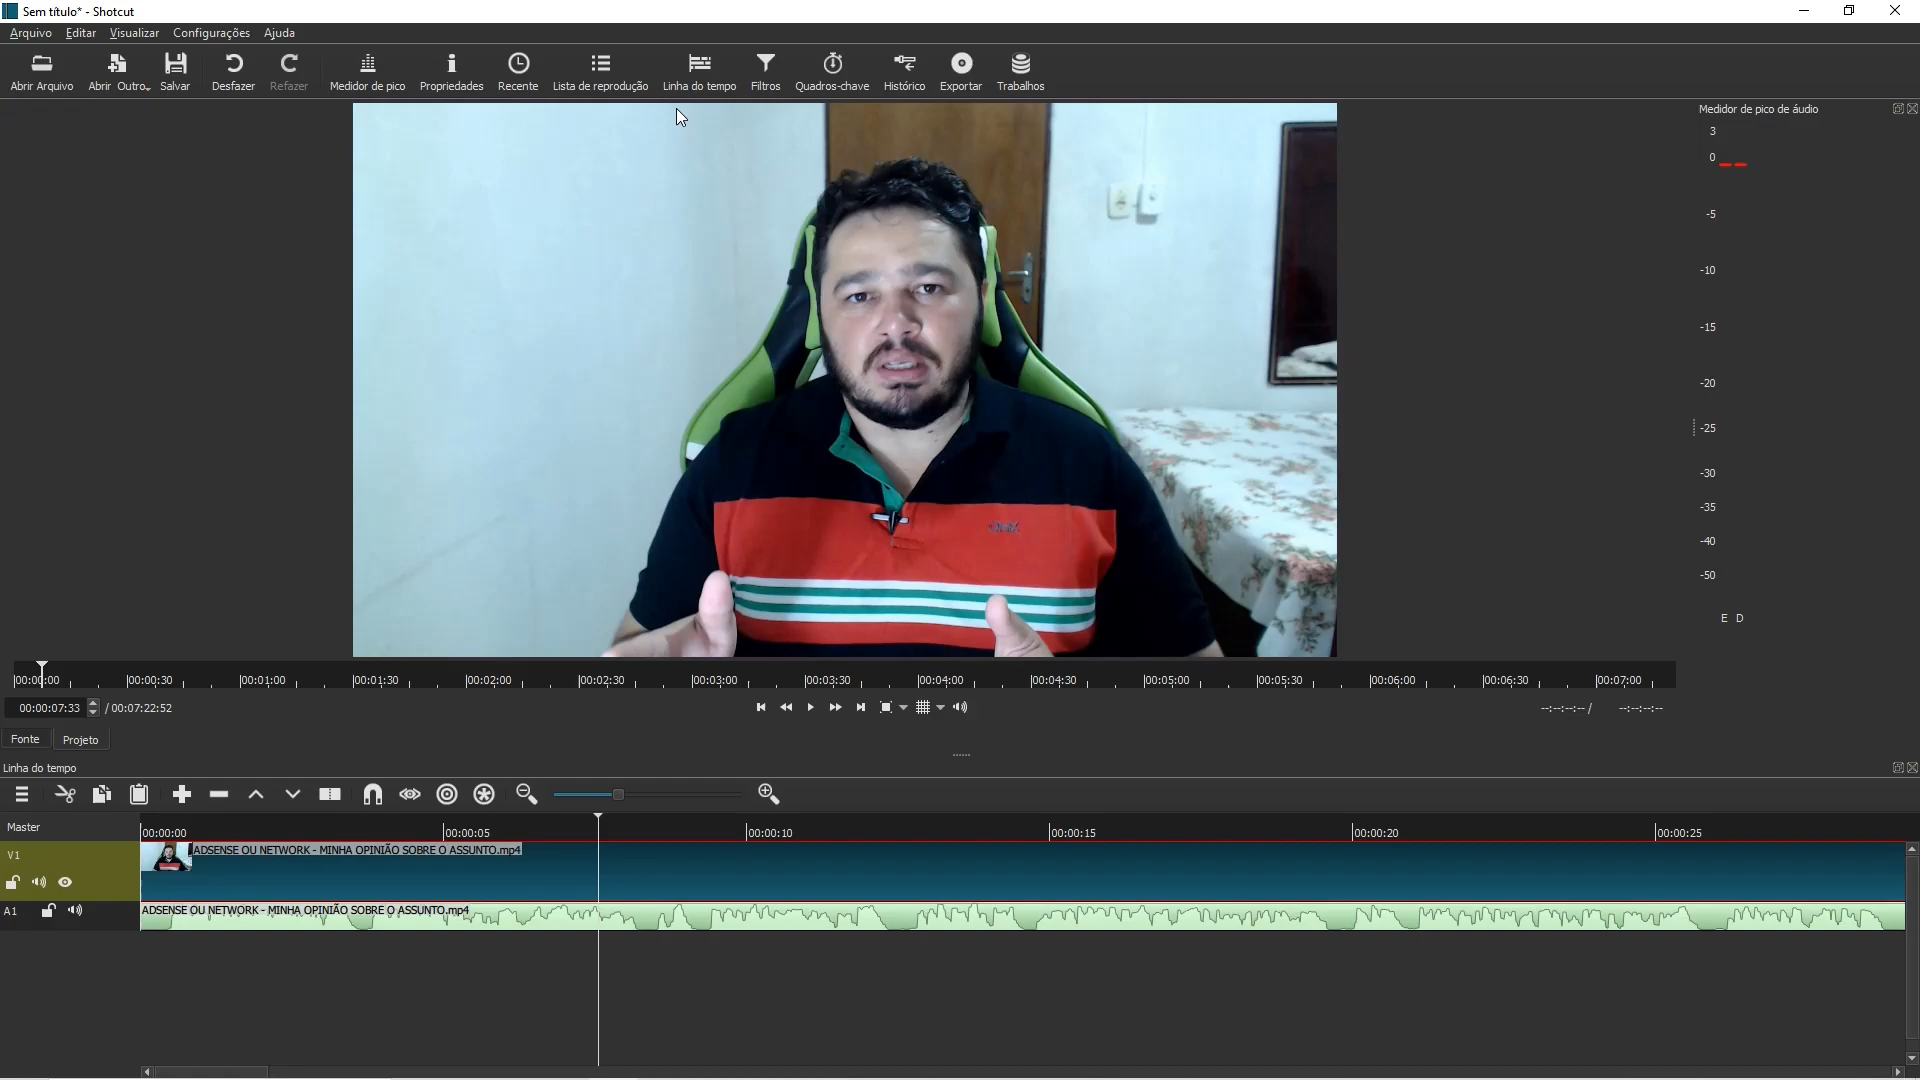 Sem título* - Shotcut
Arquivo Editar Visualizar Configurações Ajuda
Abrir Arquivo Abrir Outro... Salvar Desfazer Refazer Medidor de pico Propriedades Recente Lista de reprodução Linha do tempo Filtros Quadros-chave Histórico Exportar Trabalhos
Medidor de pico de áudio
3
0
-5
-10
-15
-20
-25
-30
-35
-40
-50
E D
00:00:00 00:00:30 00:01:00 00:01:30 00:02:00 00:02:30 00:03:00 00:03:30 00:04:00 00:04:30 00:05:00 00:05:30 00:06:00 00:06:30 00:07:00
00:00:07:33 / 00:07:22:52 --:--:--:-- / --:--:--:--
Fonte Projeto
Linha do tempo
Master 00:00:00 00:00:05 00:00:10 00:00:15 00:00:20 00:00:25
V1 ADSENSE OU NETWORK - MINHA OPINIÃO SOBRE O ASSUNTO.mp4
A1 ADSENSE OU NETWORK - MINHA OPINIÃO SOBRE O ASSUNTO.mp4